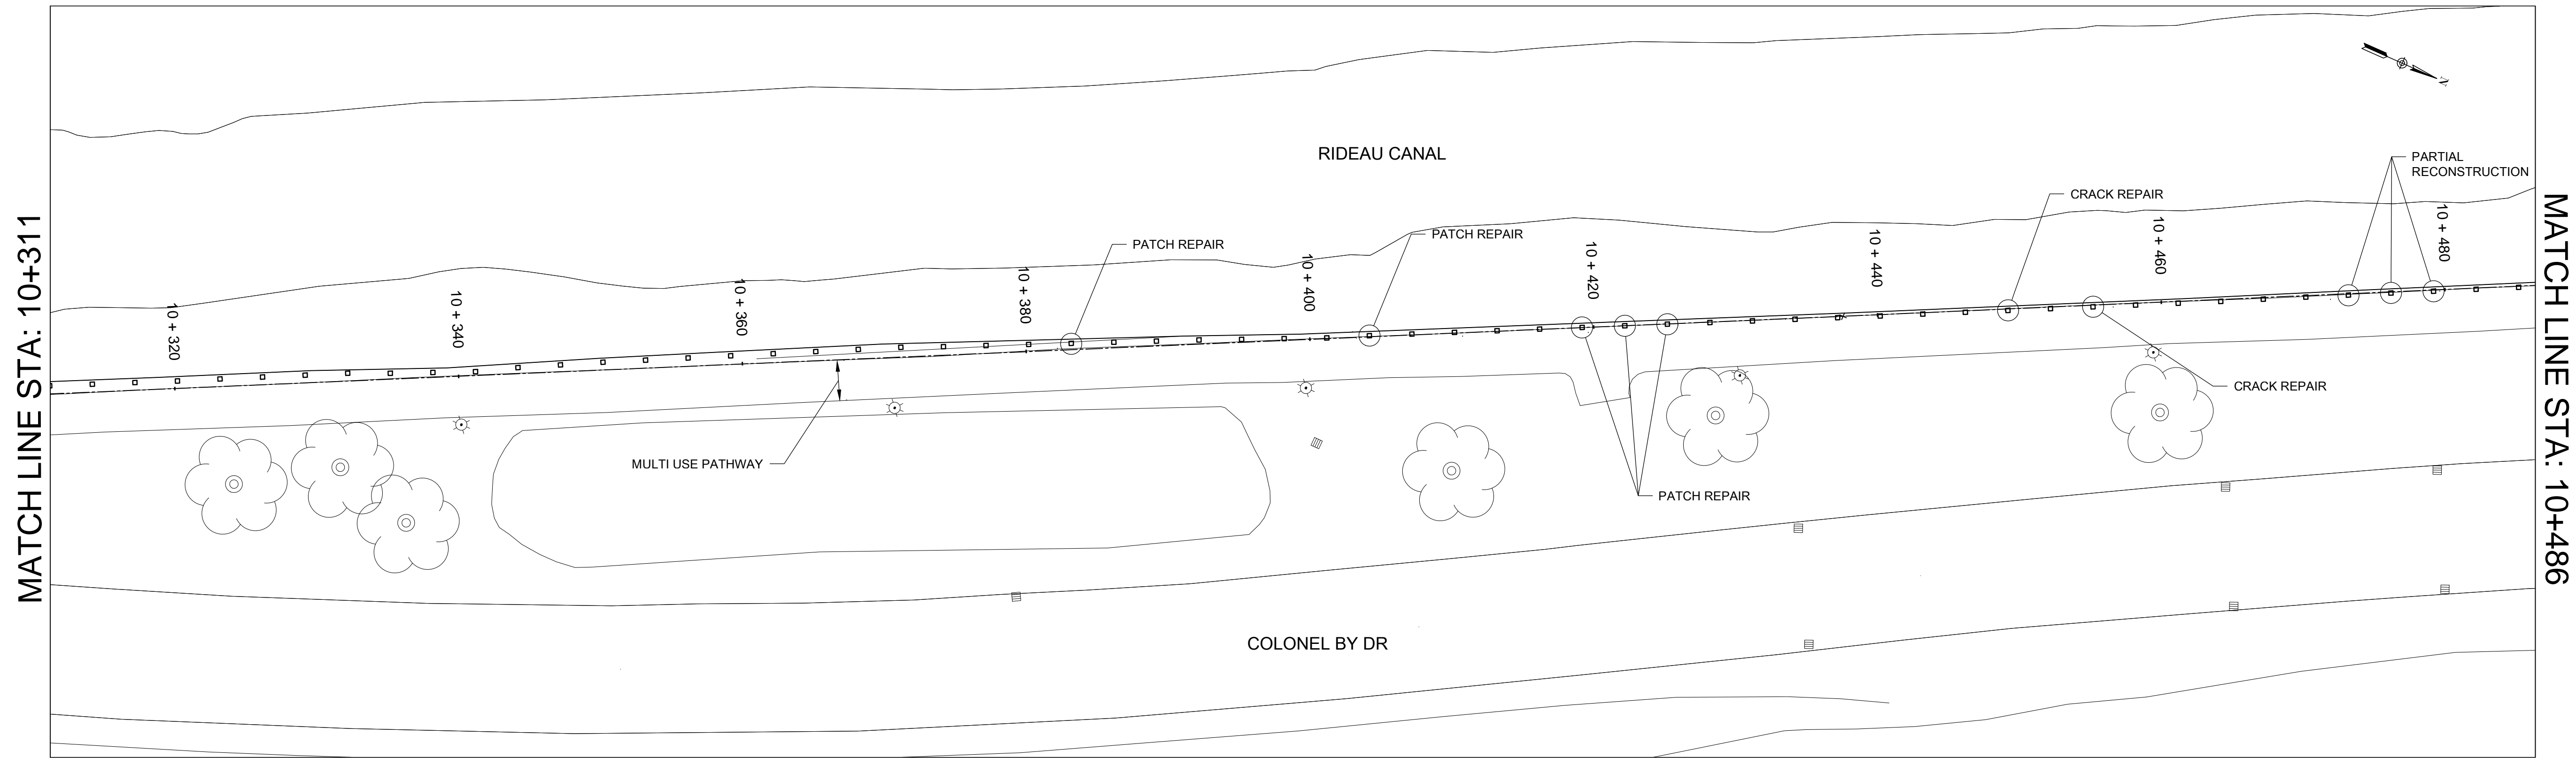 MATCH LINE STA: 10+311
RIDEAU CANAL
N
PARTIAL
RECONSTRUCTION
CRACK REPAIR
PATCH REPAIR
PATCH REPAIR
10 + 320
10 + 340
10 + 360
10 + 380
10 + 400
10 + 420
10 + 440
10 + 460
10 + 480
CRACK REPAIR
MULTI USE PATHWAY
PATCH REPAIR
COLONEL BY DR
MATCH LINE STA: 10+486